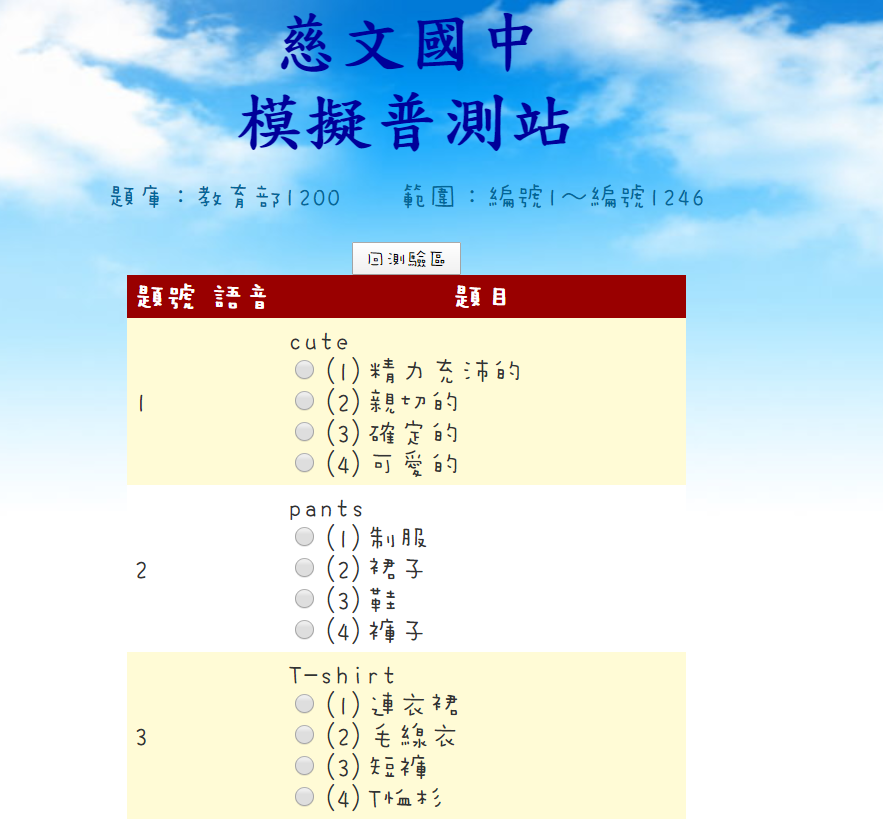 慈文國中
模擬普測站
題庫：教育部1200 範圍：編號1～編號1246
回測驗區
題號 語音 題目
1
cute
(1)精力充沛的
(2)親切的
(3)確定的
(4)可愛的
2
pants
(1)制服
(2)裙子
(3)鞋
(4)褲子
3
T-shirt
(1)連衣裙
(2)毛線衣
(3)短褲
(4)T恤衫